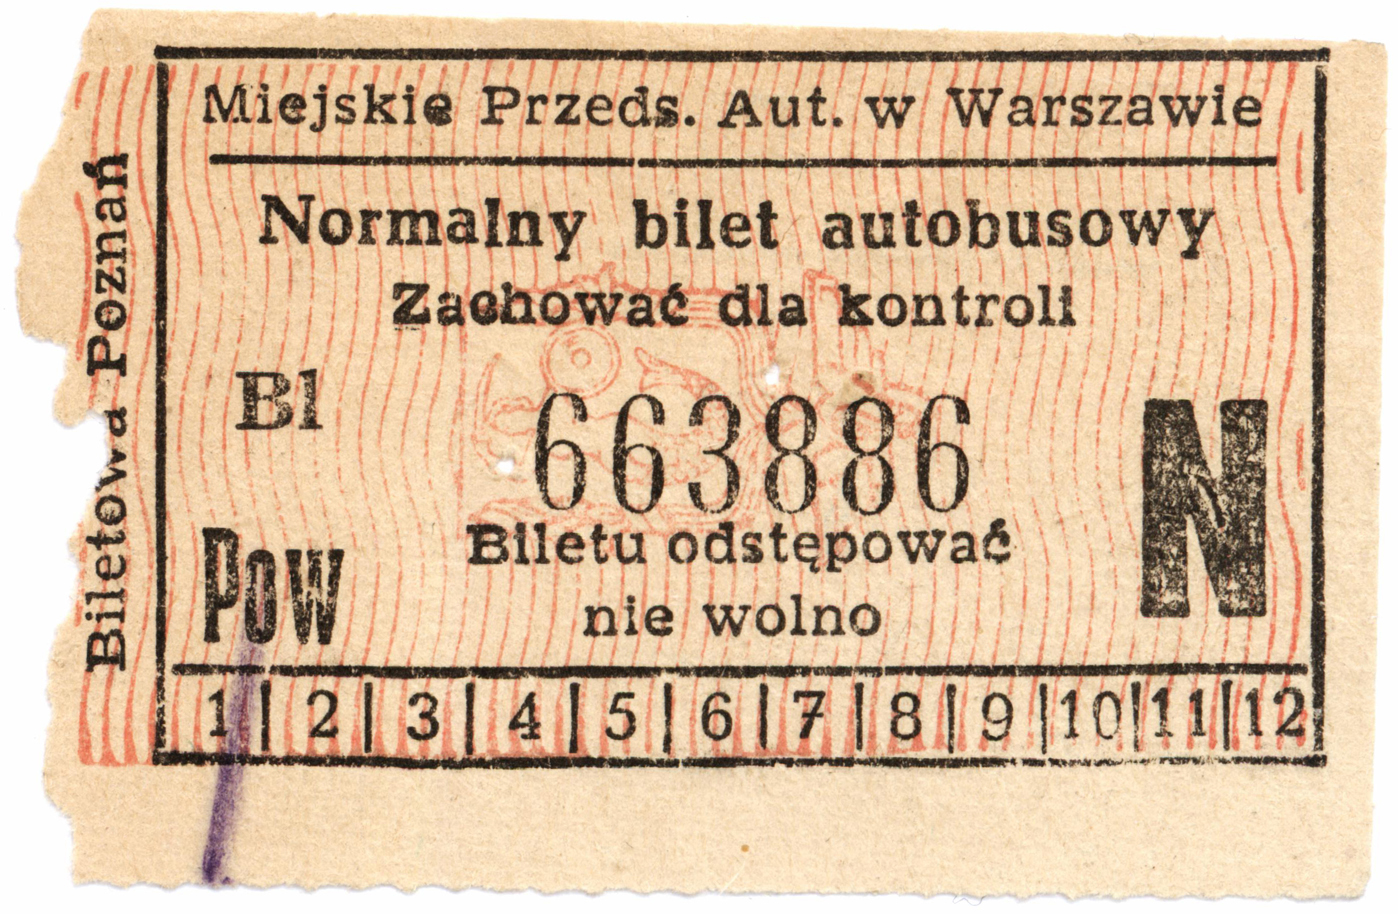 Miejskie Przeds. Aut. w Warszawie
Normalny bilet autobusowy
Zachować dla kontroli
Bl
663886
N
Pow
Biletu odstępować
nie wolno
1 | 2 | 3 | 4 | 5 | 6 | 7 | 8 | 9 | 10 | 11 | 12
Biletowa Poznań